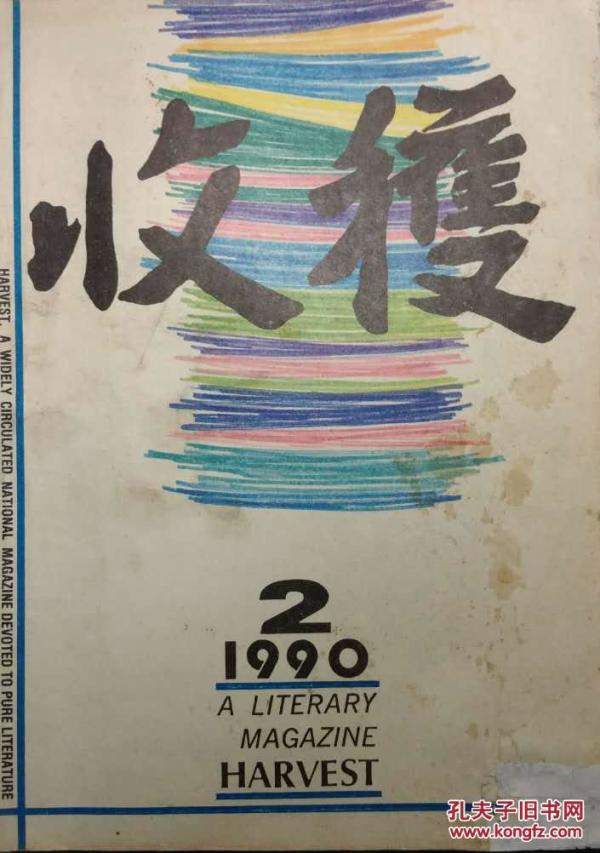 收穫
2
1990
A LITERARY
MAGAZINE
HARVEST
HARVEST, A WIDELY CIRCULATED NATIONAL MAGAZINE DEVOTED TO PURE LITERATURE
孔夫子旧书网
www.kongfz.com